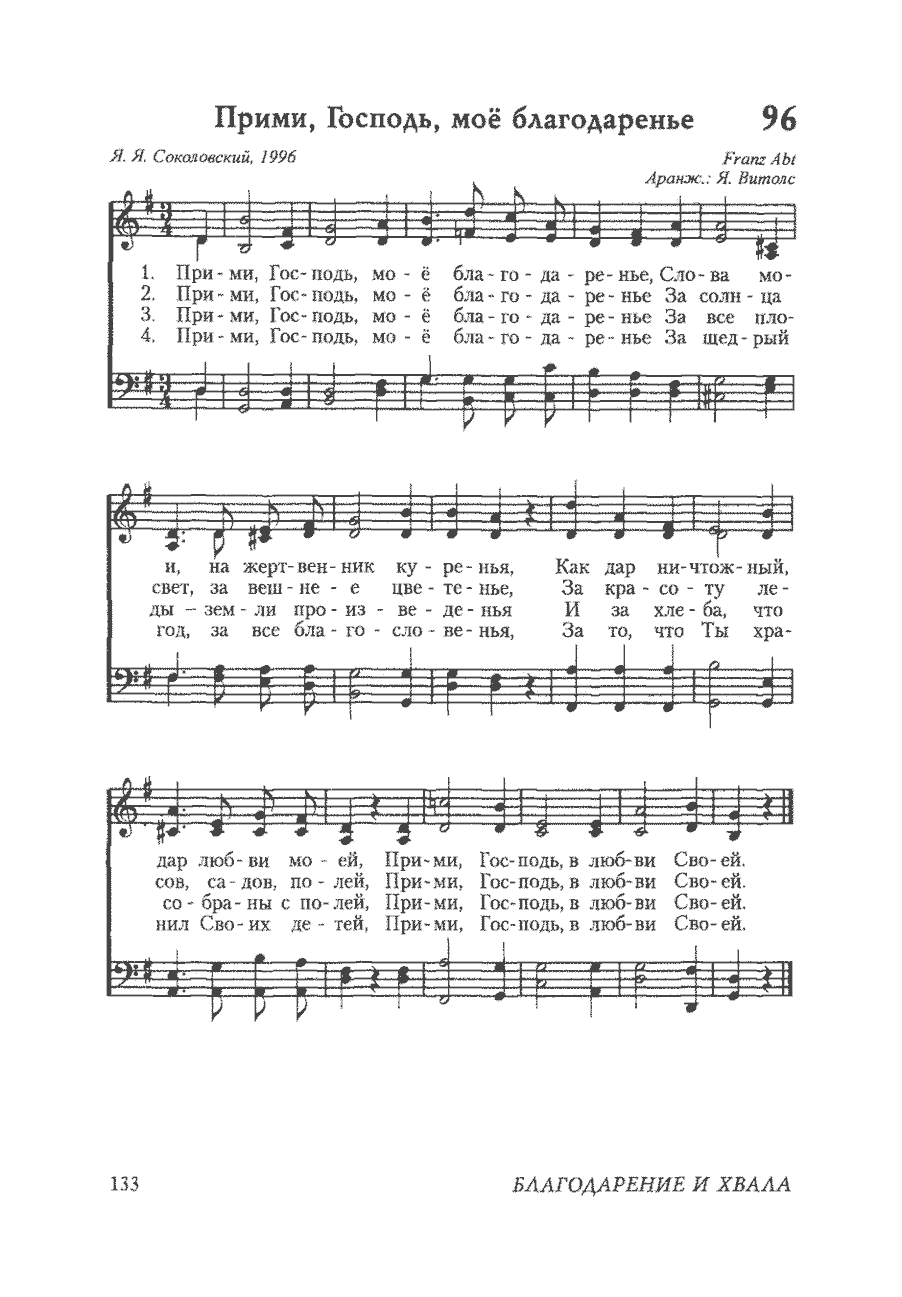 Прими, Господь, моё благодаренье 96
Я. Я. Соколовский, 1996
Franz Abt
Аранж.: Я. Витолс
1. При - ми, Гос- подь, мо - ё бла - го - да - ре- нье, Сло- ва мо-
2. При - ми, Гос- подь, мо - ё бла - го - да - ре- нье За солн - ца
3. При - ми, Гос- подь, мо - ё бла - го - да - ре- нье За все пло-
4. При - ми, Гос- подь, мо - ё бла - го - да - ре- нье За щед- рый
и, на жерт- вен- ник ку - ре- нья, Как дар ни- чтож- ный,
свет, за веш - не - е цве - те - нье, За кра - со - ту ле -
ды - зем - ли про - из - ве - де - нья И за хле - ба, что
год, за все бла - го - сло - ве- нья, За то, что Ты хра-
дар люб- ви мо - ей, При- ми, Гос- подь, в люб- ви Сво- ей.
сов, са - дов, по - лей, При- ми, Гос- подь, в люб- ви Сво- ей.
со - бра- ны с по- лей, При- ми, Гос- подь, в люб- ви Сво- ей.
нил Сво- их де - тей, При- ми, Гос- подь, в люб- ви Сво- ей.
133 БЛАГОДАРЕНИЕ И ХВАЛА